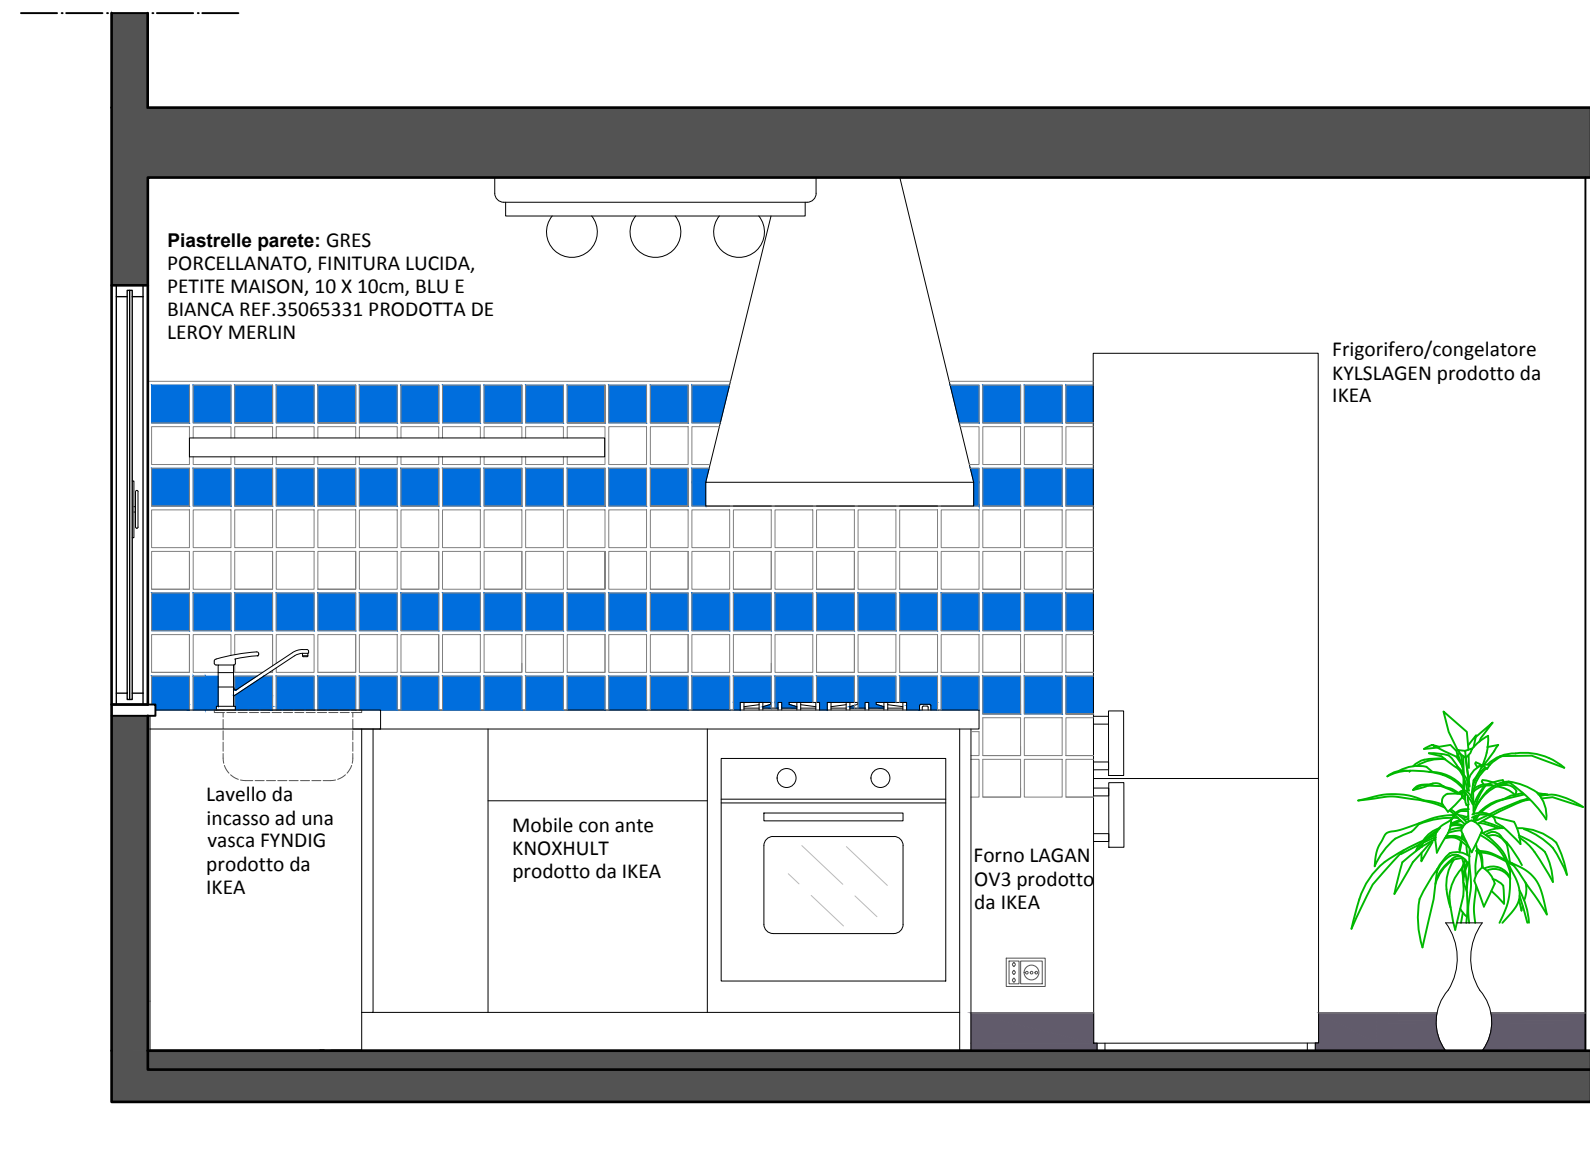 Piastrelle parete: GRES
PORCELLANATO, FINITURA LUCIDA,
PETITE MAISON, 10 X 10cm, BLU E
BIANCA REF.35065331 PRODOTTA DE
LEROY MERLIN
Frigorifero/congelatore
KYLSLAGEN prodotto da
IKEA
Lavello da
incasso ad una
vasca FYNDIG
prodotto da
IKEA
Mobile con ante
KNOXHULT
prodotto da IKEA
Forno LAGAN
OV3 prodotto
da IKEA